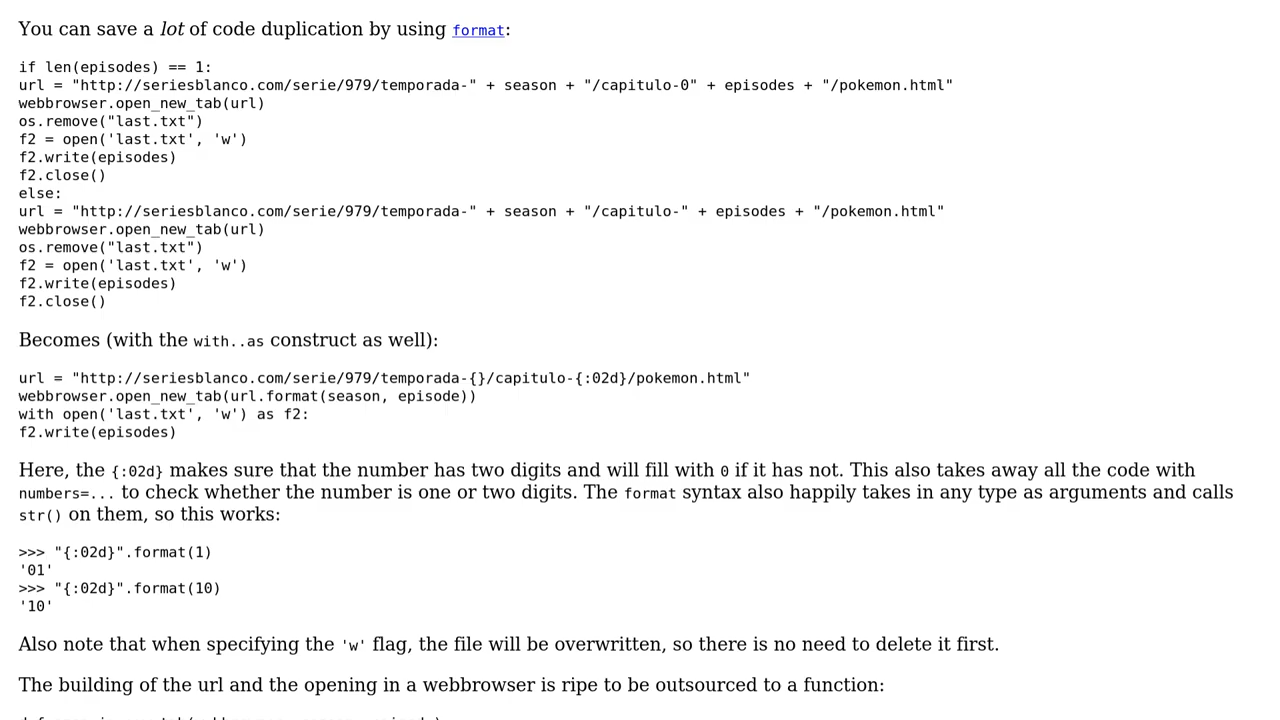 You can save a lot of code duplication by using format:
if len(episodes) == 1:
url = "http://seriesblanco.com/serie/979/temporada-" + season + "/capitulo-0" + episodes + "/pokemon.html"
webbrowser.open_new_tab(url)
os.remove("last.txt")
f2 = open('last.txt', 'w')
f2.write(episodes)
f2.close()
else:
url = "http://seriesblanco.com/serie/979/temporada-" + season + "/capitulo-" + episodes + "/pokemon.html"
webbrowser.open_new_tab(url)
os.remove("last.txt")
f2 = open('last.txt', 'w')
f2.write(episodes)
f2.close()
Becomes (with the with..as construct as well):
url = "http://seriesblanco.com/serie/979/temporada-{}/capitulo-{:02d}/pokemon.html"
webbrowser.open_new_tab(url.format(season, episode))
with open('last.txt', 'w') as f2:
f2.write(episodes)
Here, the {:02d} makes sure that the number has two digits and will fill with 0 if it has not. This also takes away all the code with
numbers=... to check whether the number is one or two digits. The format syntax also happily takes in any type as arguments and calls
str() on them, so this works:
>>> "{:02d}".format(1)
'01'
>>> "{:02d}".format(10)
'10'
Also note that when specifying the 'w' flag, the file will be overwritten, so there is no need to delete it first.
The building of the url and the opening in a webbrowser is ripe to be outsourced to a function: